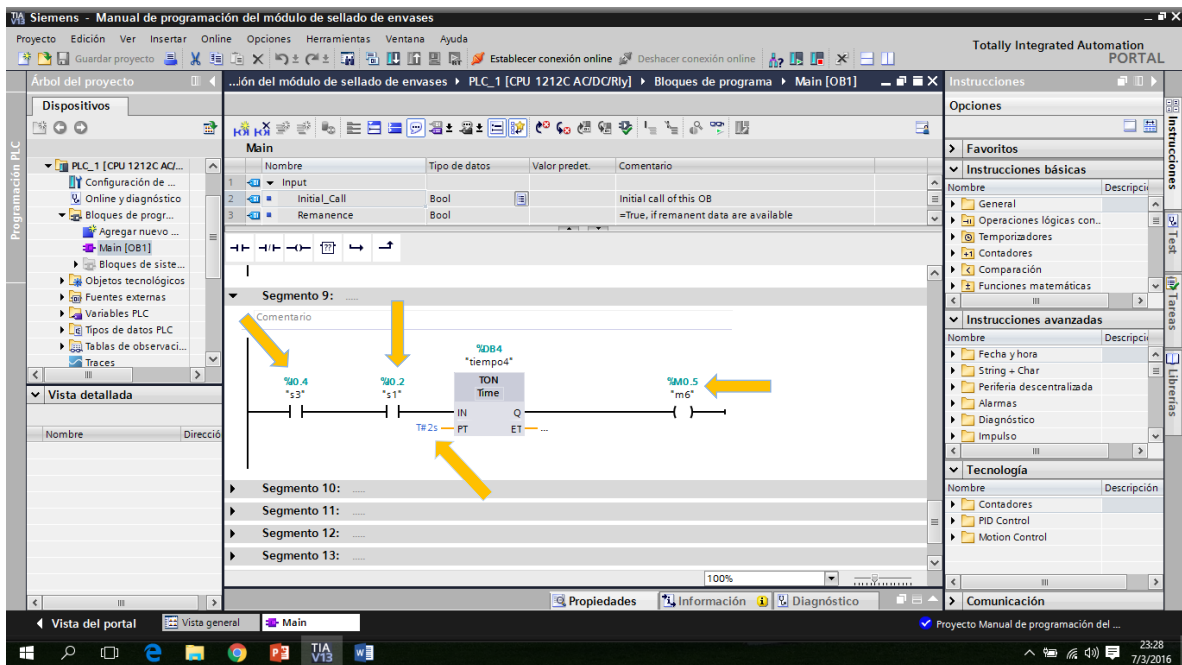 Siemens - Manual de programación del módulo de sellado de envases
Proyecto Edición Ver Insertar Online Opciones Herramientas Ventana Ayuda
Guardar proyecto
Establecer conexión online
Deshacer conexión online
Totally Integrated Automation
PORTAL
Árbol del proyecto
...ión del módulo de sellado de envases PLC_1 [CPU 1212C AC/DC/Rly] Bloques de programa Main [OB1]
Instrucciones
Dispositivos
Opciones
Programación PLC
PLC_1 [CPU 1212C AC/...
Configuración de ...
Online y diagnóstico
Bloques de progr...
Agregar nuevo ...
Main [OB1]
Bloques de siste...
Objetos tecnológicos
Fuentes externas
Variables PLC
Tipos de datos PLC
Tablas de observaci...
Traces
Vista detallada
Nombre Direcció
Main
Nombre Tipo de datos Valor predet. Comentario
1 Input
2 Initial_Call Bool Initial call of this OB
3 Remanence Bool =True, if remanent data are available
??
Segmento 9: .....
Comentario
%DB4
"tiempo4"
%I0.4
"s3"
%I0.2
"s1"
TON
Time
%M0.5
"m6"
IN Q
T#2s PT ET ...
Segmento 10: .....
Segmento 11: .....
Segmento 12: .....
Segmento 13: .....
100%
Propiedades Información Diagnóstico
Favoritos
Instrucciones básicas
Nombre Descripci
General
Operaciones lógicas con..
Temporizadores
Contadores
Comparación
Funciones matemáticas
Instrucciones avanzadas
Nombre Descripci
Fecha y hora
String + Char
Periferia descentralizada
Alarmas
Diagnóstico
Impulso
Tecnología
Nombre Descripción
Contadores
PID Control
Motion Control
Comunicación
Instrucciones
Test
Tareas
Librerías
Vista del portal Vista general Main
Proyecto Manual de programación del ...
TIA
V13
23:28
7/3/2016